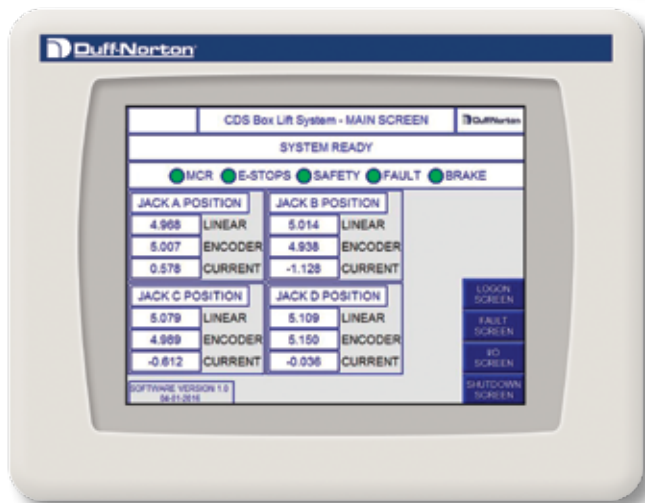 Duff-Norton
CDS Box Lift System - MAIN SCREEN
DuffNorton
SYSTEM READY
MCR E-STOPS SAFETY FAULT BRAKE
JACK A POSITION
4.968 LINEAR
5.007 ENCODER
0.578 CURRENT
JACK B POSITION
5.014 LINEAR
4.938 ENCODER
-1.128 CURRENT
JACK C POSITION
5.079 LINEAR
4.989 ENCODER
-0.612 CURRENT
JACK D POSITION
5.109 LINEAR
5.150 ENCODER
-0.036 CURRENT
LOGON
SCREEN
FAULT
SCREEN
I/O
SCREEN
SHUTDOWN
SCREEN
SOFTWARE VERSION 1.0
04-01-2015